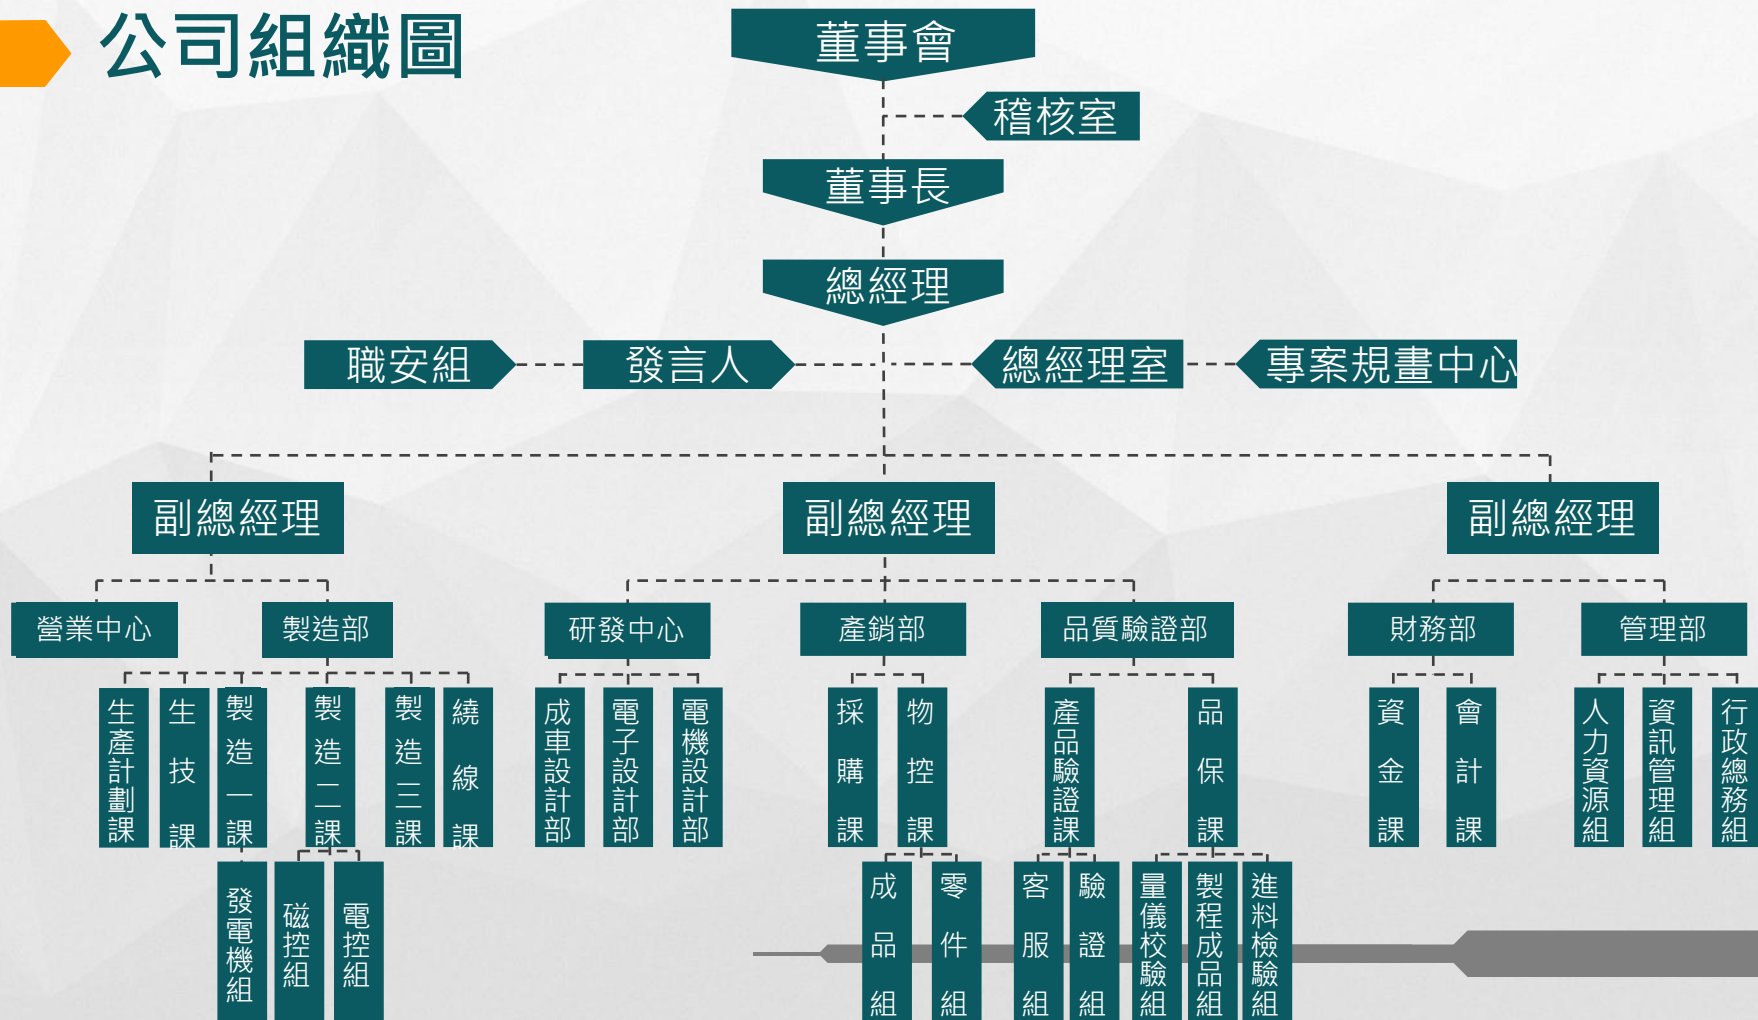 公司組織圖
董事會
稽核室
董事長
總經理
職安組
發言人
總經理室
專案規畫中心
副總經理
副總經理
副總經理
營業中心
製造部
研發中心
產銷部
品質驗證部
財務部
管理部
生產計劃課
生技課
製造一課
製造二課
製造三課
繞線課
成車設計部
電子設計部
電機設計部
採購課
物控課
產品驗證課
品保課
資金課
會計課
人力資源組
資訊管理組
行政總務組
發電機組
磁控組
電控組
成品組
零件組
客服組
驗證組
量儀校驗組
製程成品組
進料檢驗組